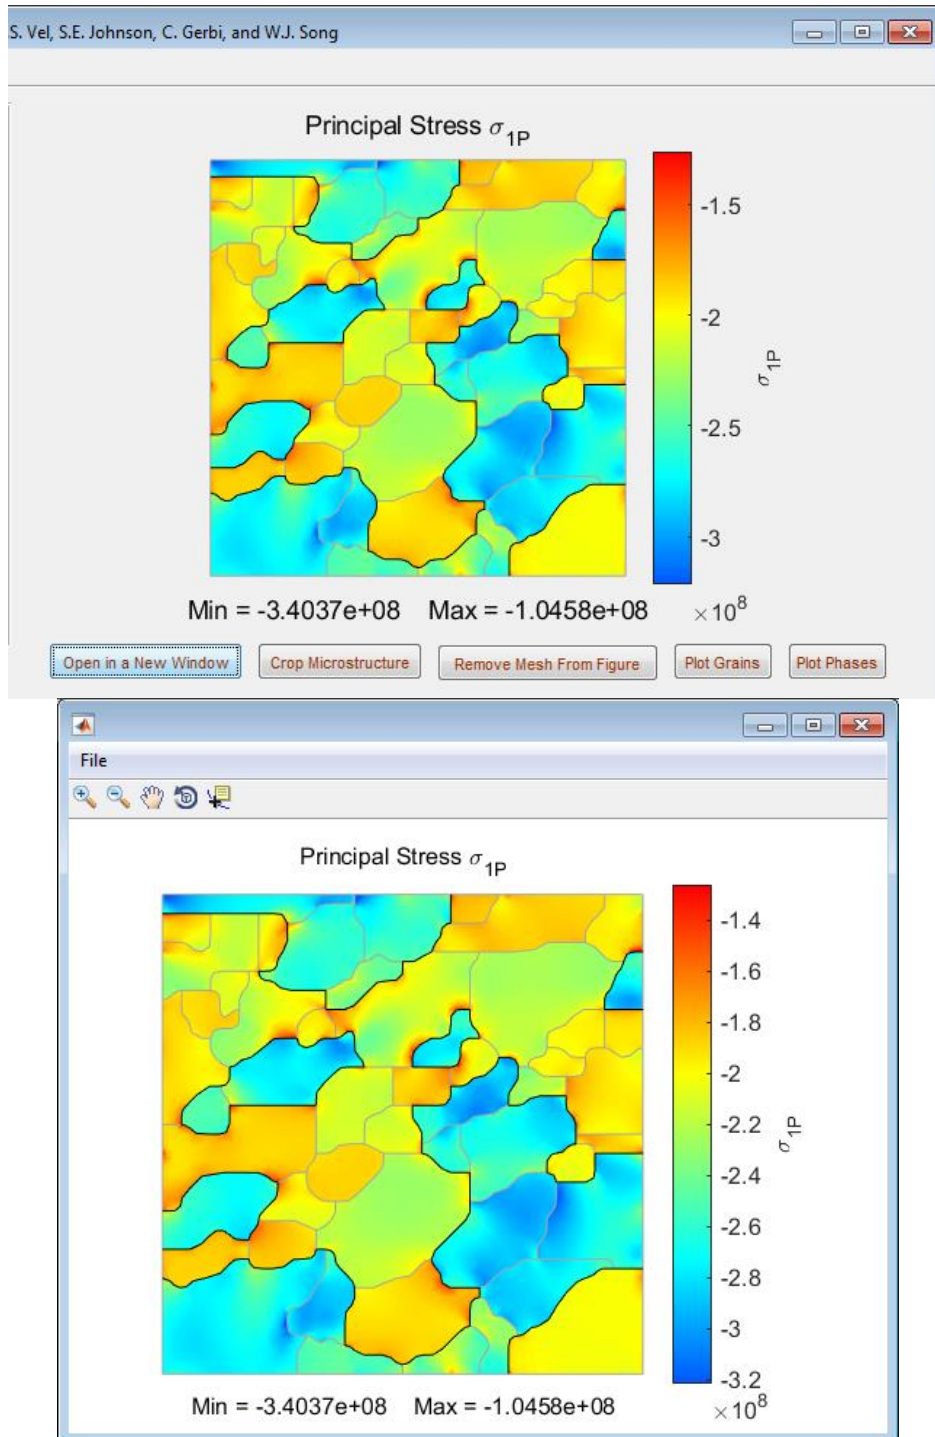 S. Vel, S.E. Johnson, C. Gerbi, and W.J. Song
Principal Stress σ1P
-1.5
-2
-2.5
-3
σ1P
Min = -3.4037e+08 Max = -1.0458e+08 ×10^8
Open in a New Window Crop Microstructure Remove Mesh From Figure Plot Grains Plot Phases
File
Principal Stress σ1P
-1.4
-1.6
-1.8
-2
-2.2
-2.4
-2.6
-2.8
-3
-3.2
σ1P
Min = -3.4037e+08 Max = -1.0458e+08 ×10^8